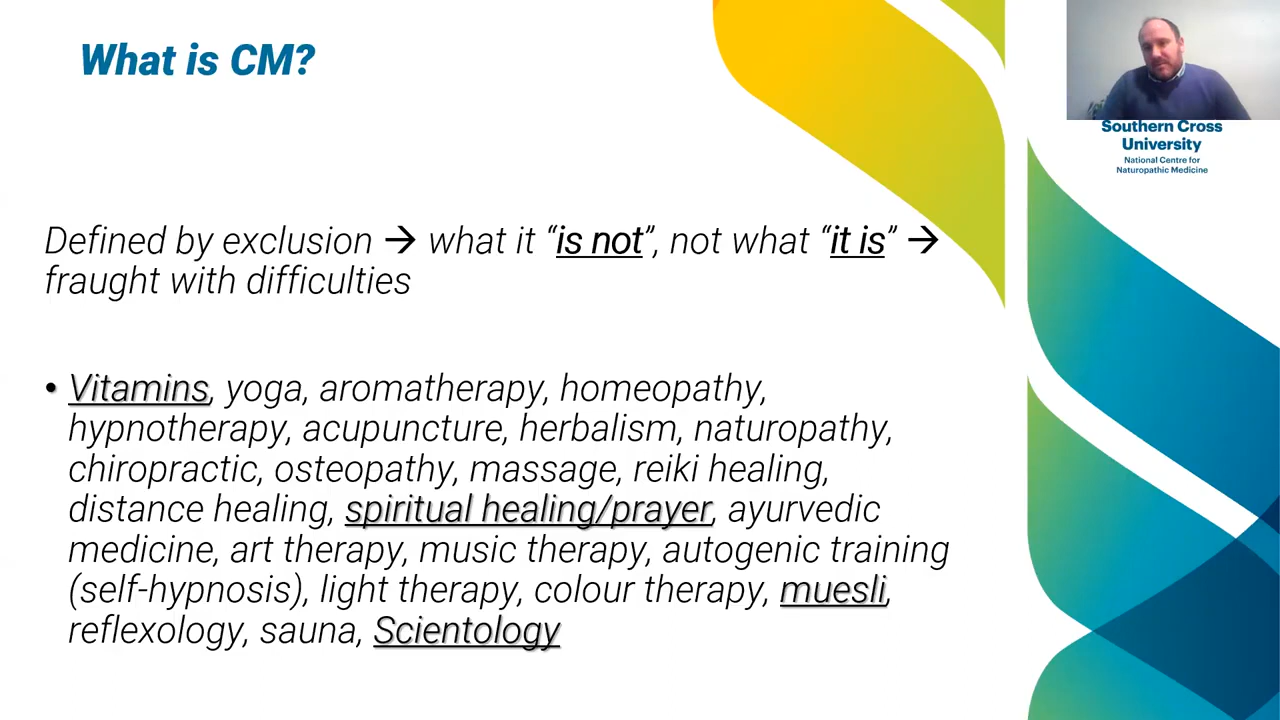 What is CM?
Southern Cross
University
National Centre for
Naturopathic Medicine
Defined by exclusion → what it “is not”, not what “it is” →
fraught with difficulties
• Vitamins, yoga, aromatherapy, homeopathy,
hypnotherapy, acupuncture, herbalism, naturopathy,
chiropractic, osteopathy, massage, reiki healing,
distance healing, spiritual healing/prayer, ayurvedic
medicine, art therapy, music therapy, autogenic training
(self-hypnosis), light therapy, colour therapy, muesli,
reflexology, sauna, Scientology